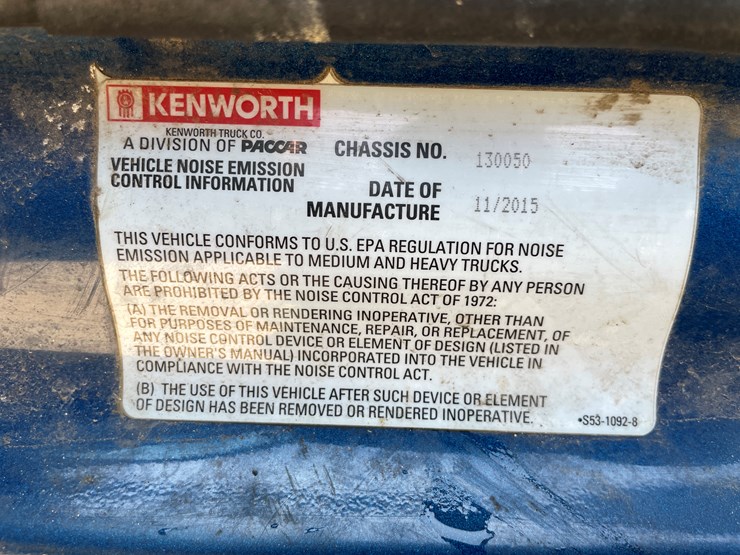 KENWORTH
KENWORTH TRUCK CO.
A DIVISION OF PACCAR
CHASSIS NO. 130050
VEHICLE NOISE EMISSION
CONTROL INFORMATION
DATE OF
MANUFACTURE 11/2015
THIS VEHICLE CONFORMS TO U.S. EPA REGULATION FOR NOISE
EMISSION APPLICABLE TO MEDIUM AND HEAVY TRUCKS.
THE FOLLOWING ACTS OR THE CAUSING THEREOF BY ANY PERSON
ARE PROHIBITED BY THE NOISE CONTROL ACT OF 1972:
(A) THE REMOVAL OR RENDERING INOPERATIVE, OTHER THAN
FOR PURPOSES OF MAINTENANCE, REPAIR, OR REPLACEMENT, OF
ANY NOISE CONTROL DEVICE OR ELEMENT OF DESIGN (LISTED IN
THE OWNER'S MANUAL) INCORPORATED INTO THE VEHICLE IN
COMPLIANCE WITH THE NOISE CONTROL ACT.
(B) THE USE OF THIS VEHICLE AFTER SUCH DEVICE OR ELEMENT
OF DESIGN HAS BEEN REMOVED OR RENDERED INOPERATIVE.
•S53-1092-8